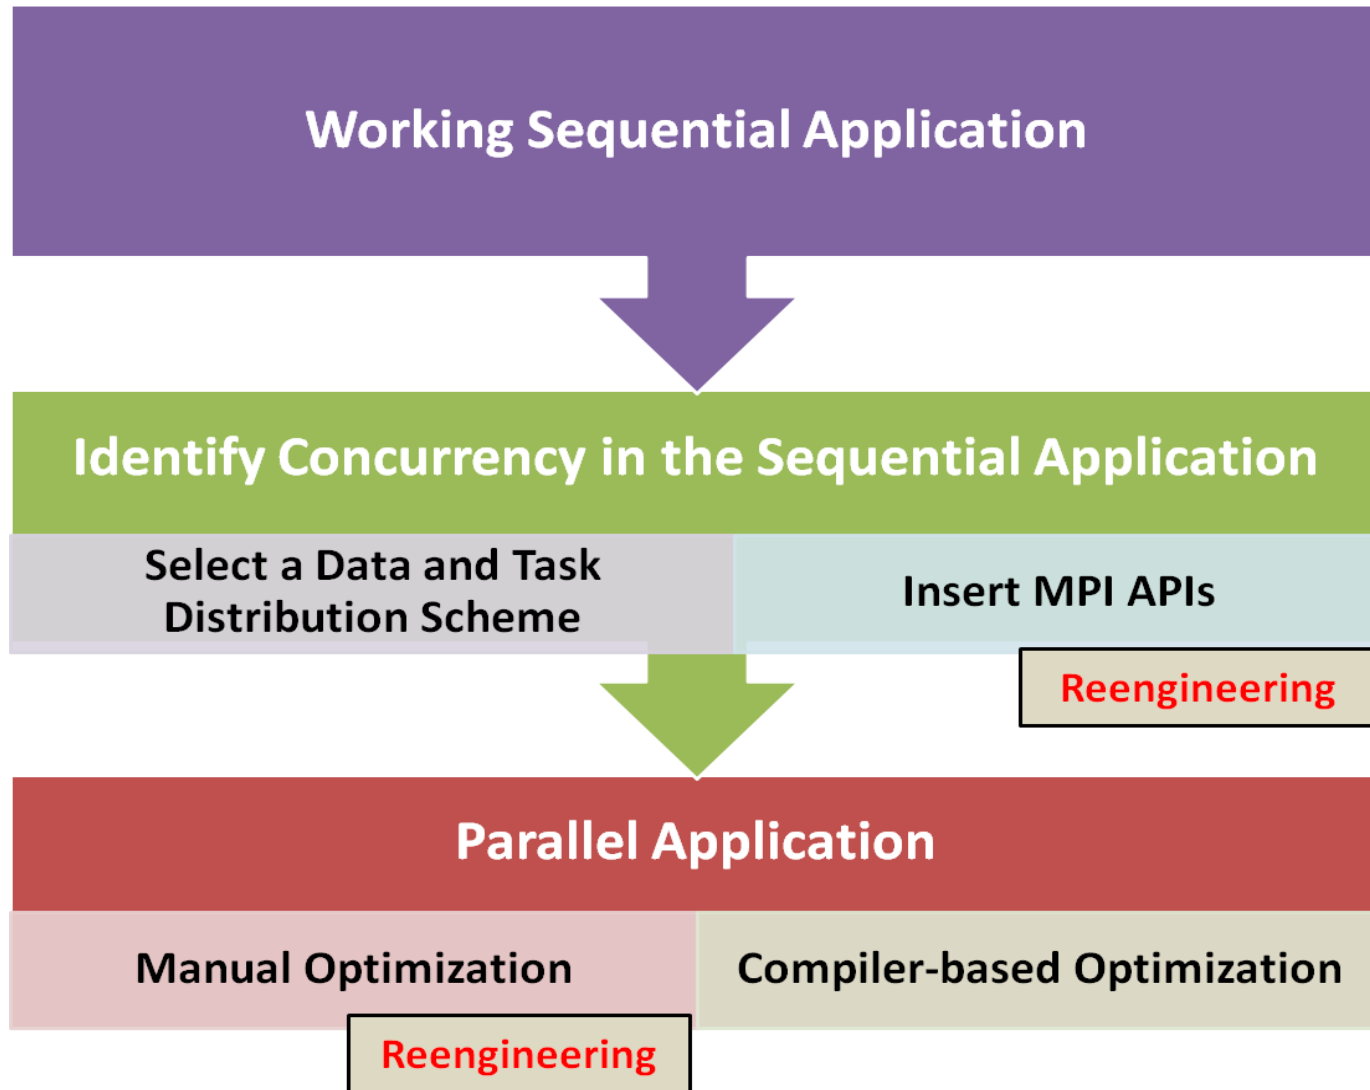 Working Sequential Application
Identify Concurrency in the Sequential Application
Select a Data and Task
Distribution Scheme
Insert MPI APIs
Reengineering
Parallel Application
Manual Optimization
Compiler-based Optimization
Reengineering